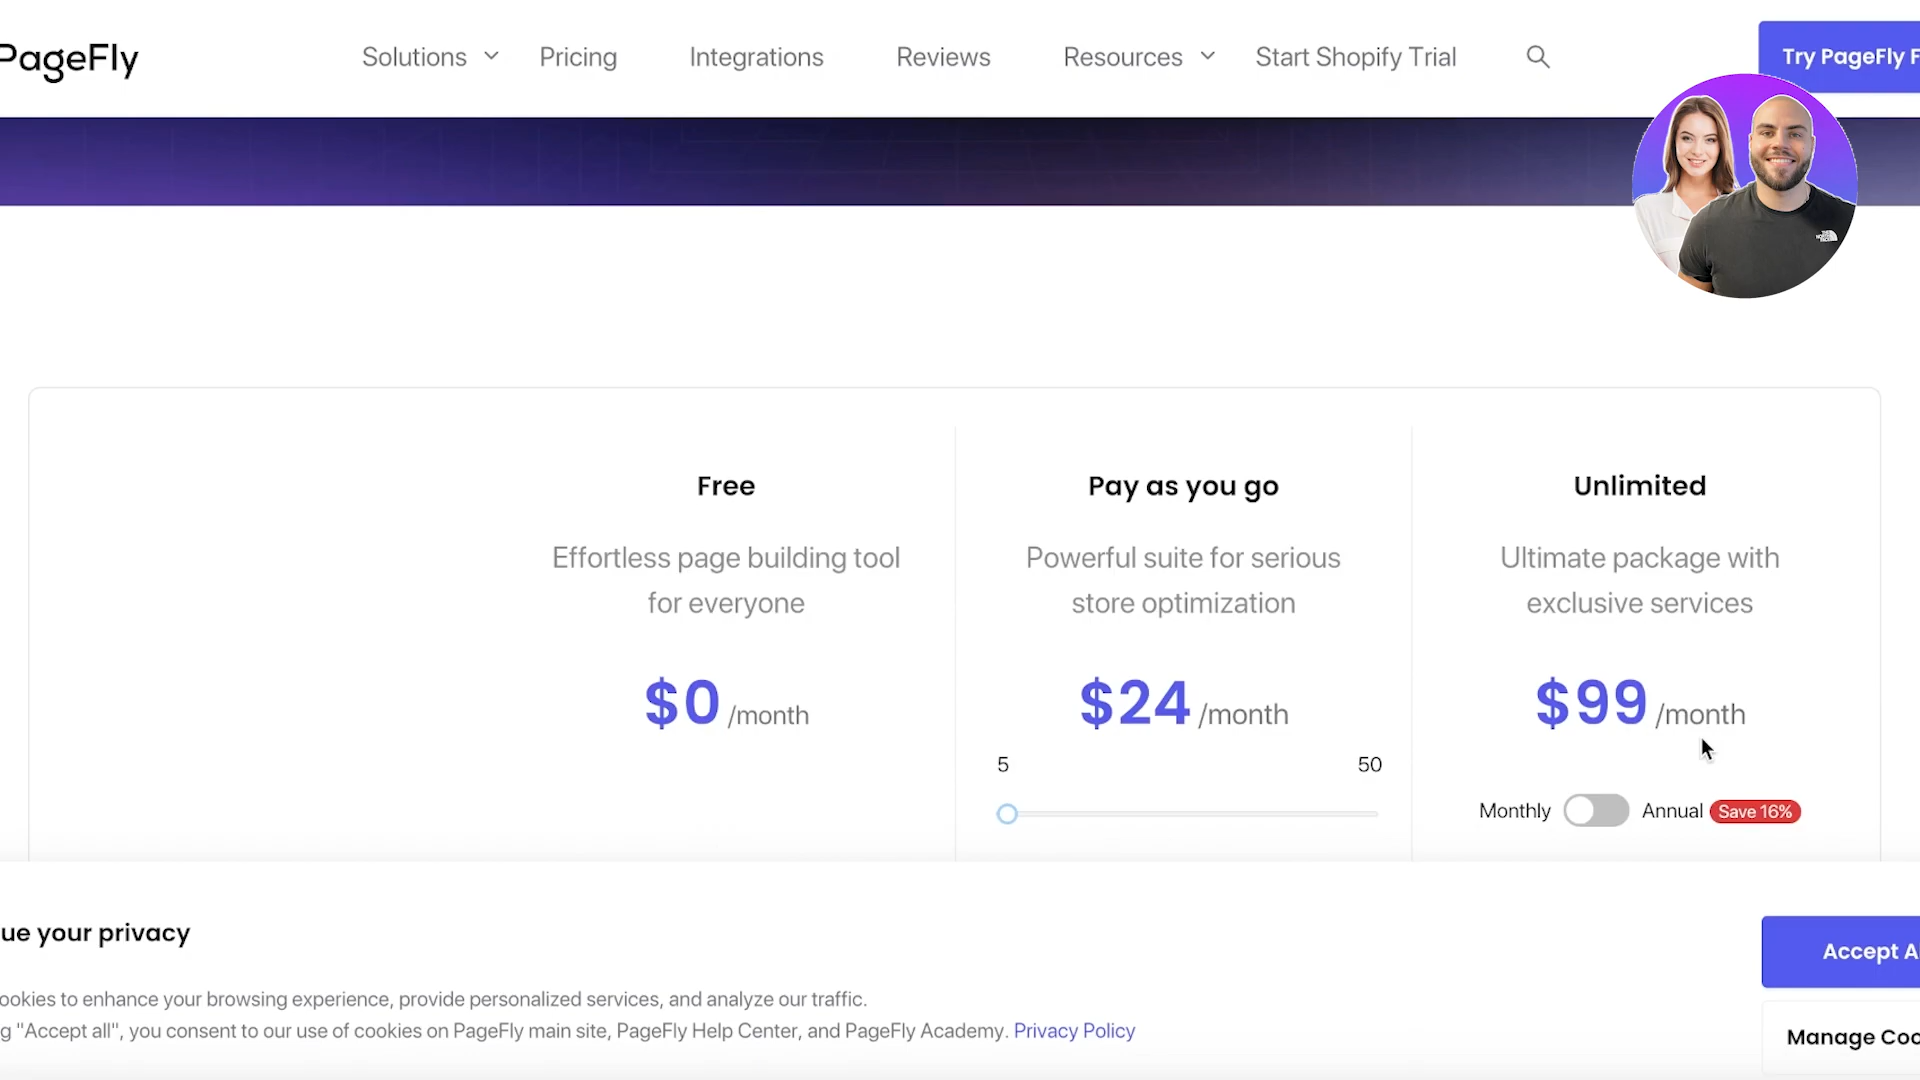 PageFly
Solutions
Pricing
Integrations
Reviews
Resources
Start Shopify Trial
Try PageFly F
Free
Effortless page building tool
for everyone
$0 /month
Pay as you go
Powerful suite for serious
store optimization
$24 /month
5
50
Unlimited
Ultimate package with
exclusive services
$99 /month
Monthly
Annual
Save 16%
ue your privacy
ookies to enhance your browsing experience, provide personalized services, and analyze our traffic.
g "Accept all", you consent to our use of cookies on PageFly main site, PageFly Help Center, and PageFly Academy. Privacy Policy
Accept Al
Manage Coo